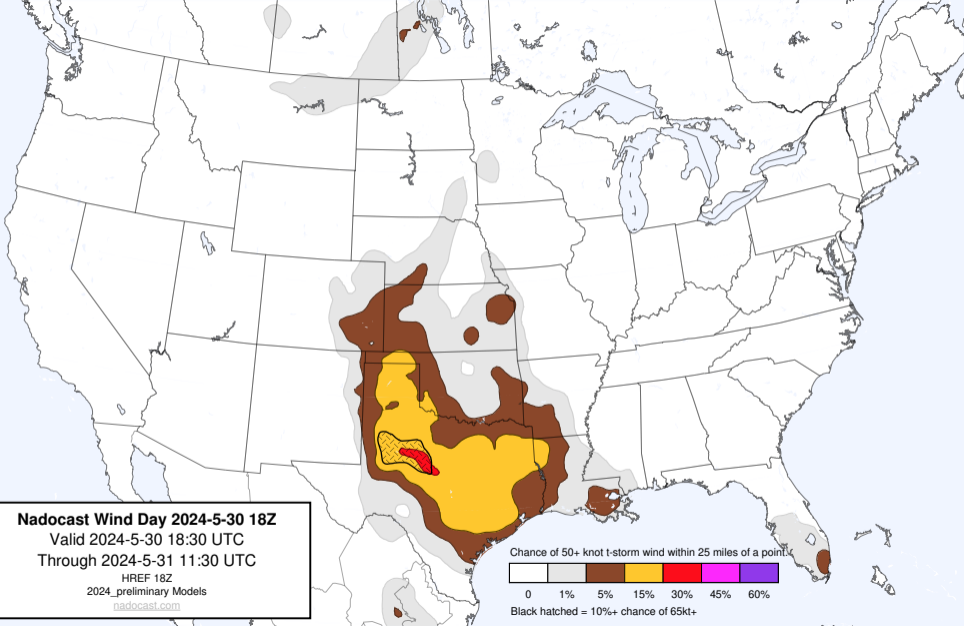 Nadocast Wind Day 2024-5-30 18Z
Valid 2024-5-30 18:30 UTC
Through 2024-5-31 11:30 UTC
HREF 18Z
2024_preliminary Models
nadocast.com
Chance of 50+ knot t-storm wind within 25 miles of a point.
0 1% 5% 15% 30% 45% 60%
Black hatched = 10%+ chance of 65kt+